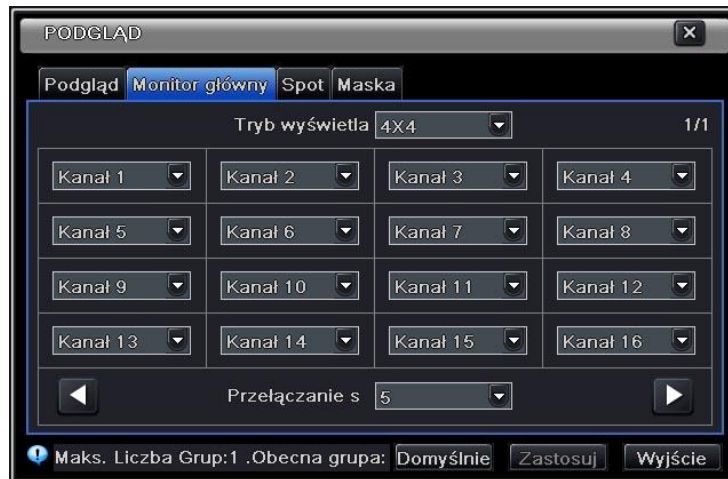 PODGLĄD
Podgląd Monitor główny Spot Maska
Tryb wyświetla 4X4 1/1
Kanał 1 Kanał 2 Kanał 3 Kanał 4
Kanał 5 Kanał 6 Kanał 7 Kanał 8
Kanał 9 Kanał 10 Kanał 11 Kanał 12
Kanał 13 Kanał 14 Kanał 15 Kanał 16
Przełączanie s 5
Maks. Liczba Grup:1 .Obecna grupa: Domyślnie Zastosuj Wyjście